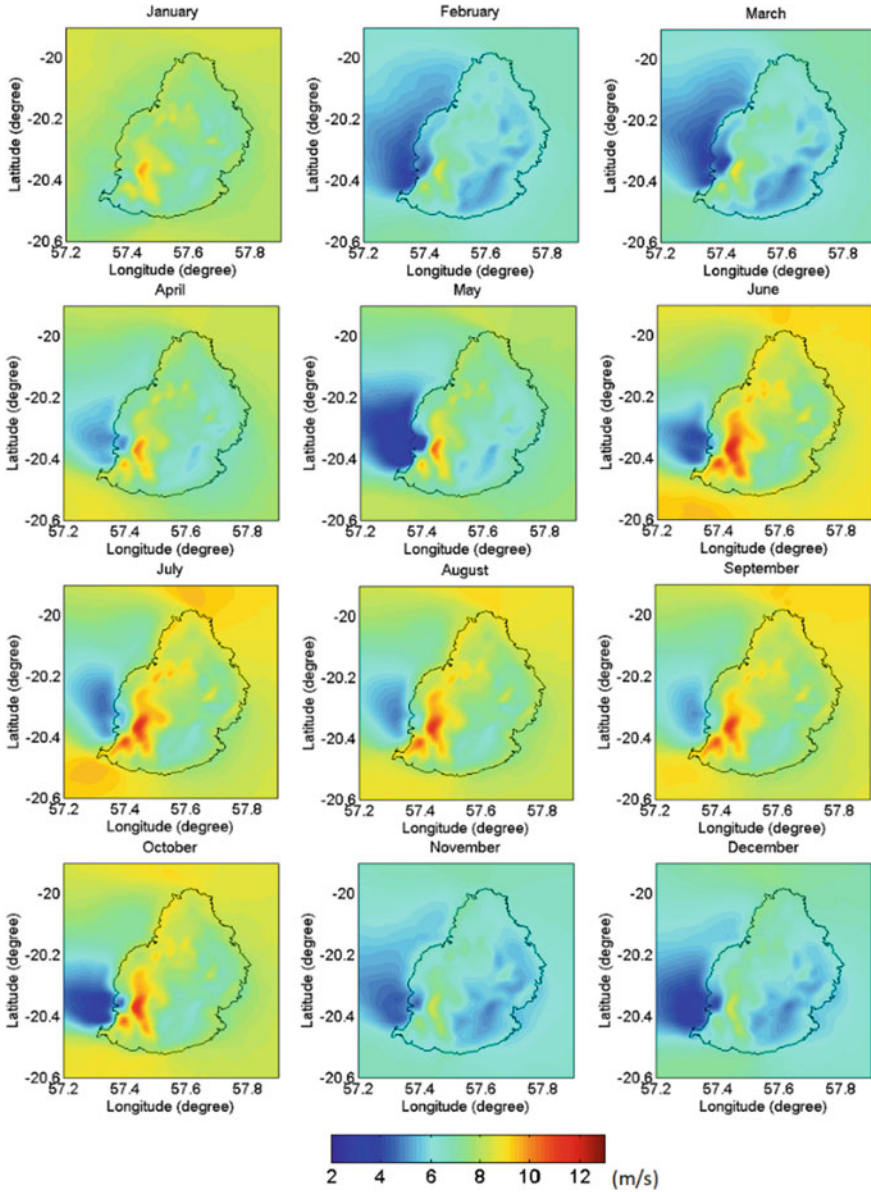 January February March
Latitude (degree) -20 -20.2 -20.4 -20.6 Latitude (degree) -20 -20.2 -20.4 -20.6 Latitude (degree) -20 -20.2 -20.4 -20.6
57.2 57.4 57.6 57.8 57.2 57.4 57.6 57.8 57.2 57.4 57.6 57.8
Longitude (degree) Longitude (degree) Longitude (degree)
April May June
Latitude (degree) -20 -20.2 -20.4 -20.6 Latitude (degree) -20 -20.2 -20.4 -20.6 Latitude (degree) -20 -20.2 -20.4 -20.6
57.2 57.4 57.6 57.8 57.2 57.4 57.6 57.8 57.2 57.4 57.6 57.8
Longitude (degree) Longitude (degree) Longitude (degree)
July August September
Latitude (degree) -20 -20.2 -20.4 -20.6 Latitude (degree) -20 -20.2 -20.4 -20.6 Latitude (degree) -20 -20.2 -20.4 -20.6
57.2 57.4 57.6 57.8 57.2 57.4 57.6 57.8 57.2 57.4 57.6 57.8
Longitude (degree) Longitude (degree) Longitude (degree)
October November December
Latitude (degree) -20 -20.2 -20.4 -20.6 Latitude (degree) -20 -20.2 -20.4 -20.6 Latitude (degree) -20 -20.2 -20.4 -20.6
57.2 57.4 57.6 57.8 57.2 57.4 57.6 57.8 57.2 57.4 57.6 57.8
Longitude (degree) Longitude (degree) Longitude (degree)
2 4 6 8 10 12 (m/s)